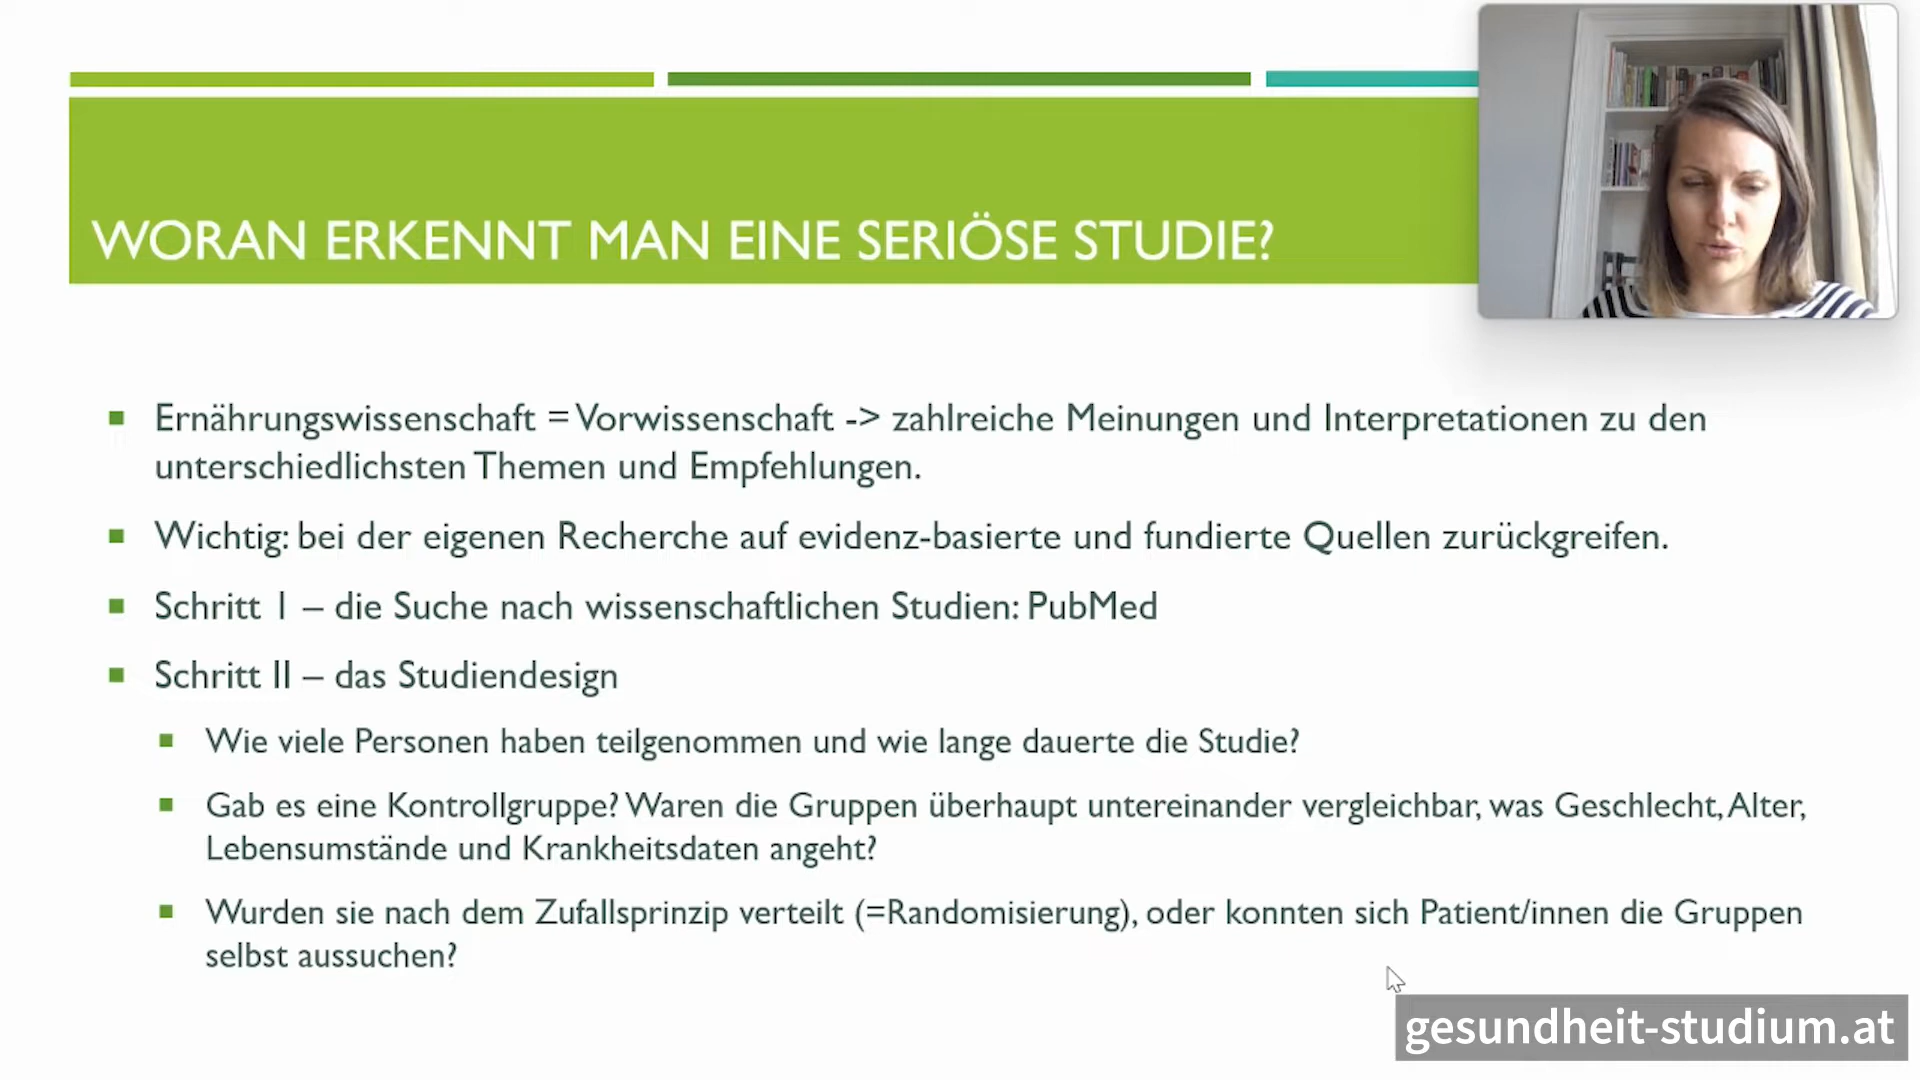 WORAN ERKENNT MAN EINE SERIÖSE STUDIE?
Ernährungswissenschaft = Vorwissenschaft -> zahlreiche Meinungen und Interpretationen zu den
unterschiedlichsten Themen und Empfehlungen.
Wichtig: bei der eigenen Recherche auf evidenz-basierte und fundierte Quellen zurückgreifen.
Schritt I – die Suche nach wissenschaftlichen Studien: PubMed
Schritt II – das Studiendesign
Wie viele Personen haben teilgenommen und wie lange dauerte die Studie?
Gab es eine Kontrollgruppe? Waren die Gruppen überhaupt untereinander vergleichbar, was Geschlecht, Alter,
Lebensumstände und Krankheitsdaten angeht?
Wurden sie nach dem Zufallsprinzip verteilt (=Randomisierung), oder konnten sich Patient/innen die Gruppen
selbst aussuchen?
gesundheit-studium.at